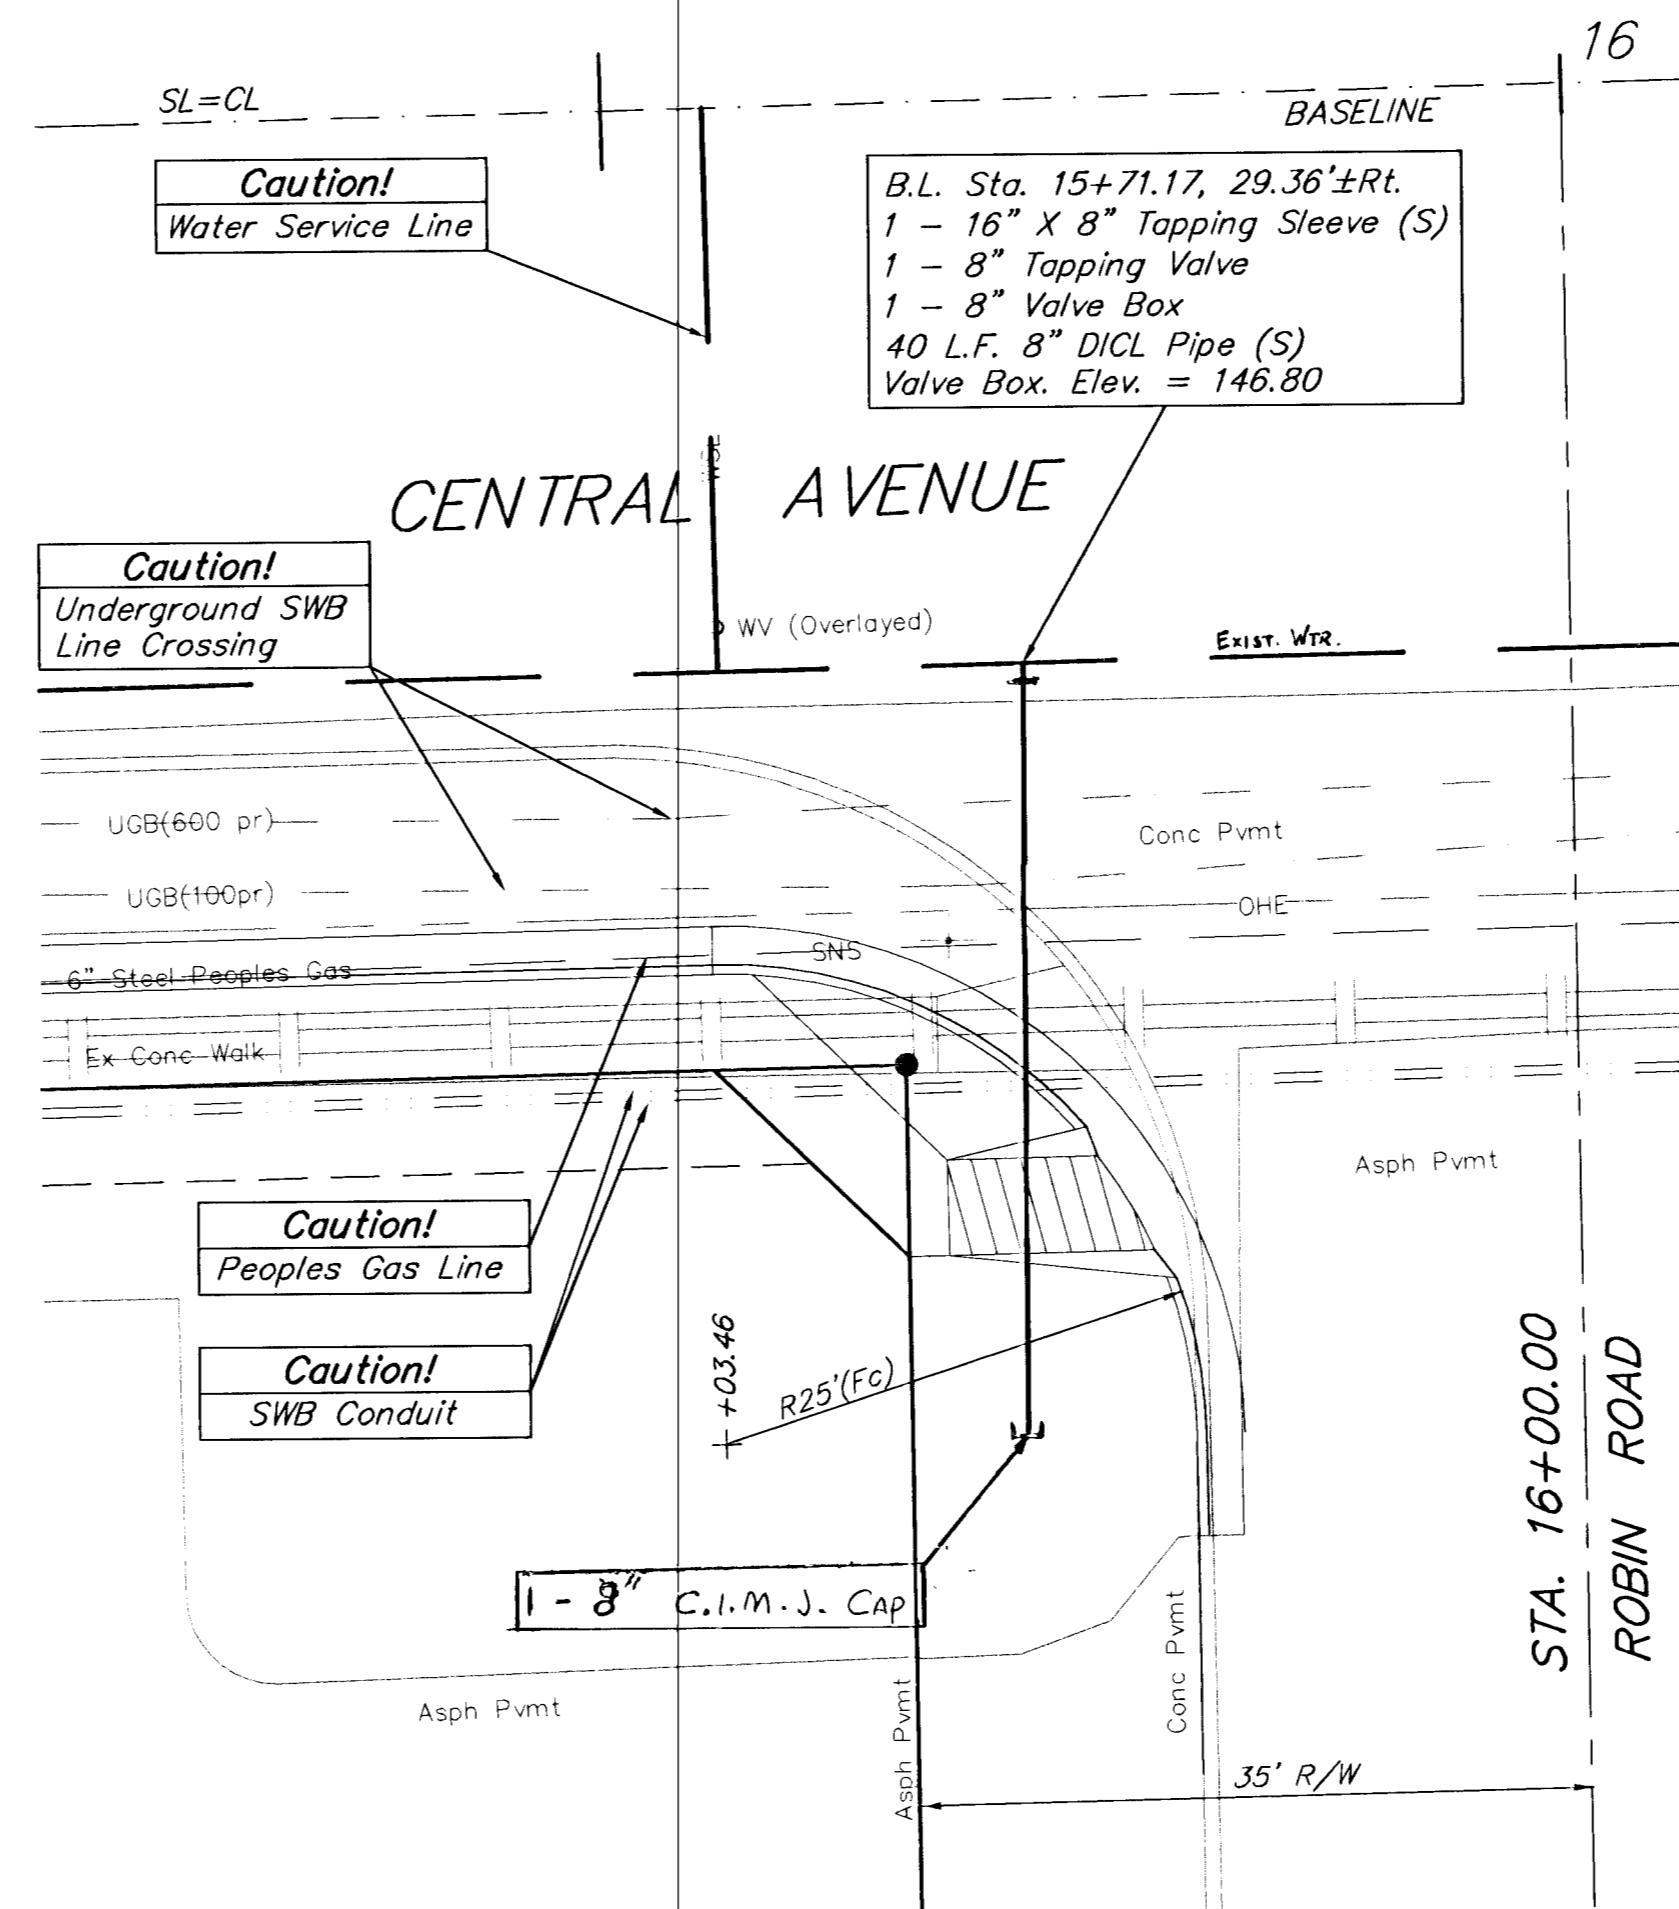 16
SL=CL
BASELINE
Caution!
Water Service Line
B.L. Sta. 15+71.17, 29.36'±Rt.
1 - 16" X 8" Tapping Sleeve (S)
1 - 8" Tapping Valve
1 - 8" Valve Box
40 L.F. 8" DICL Pipe (S)
Valve Box. Elev. = 146.80
CENTRAL AVENUE
Caution!
Underground SWB
Line Crossing
WV (Overlayed)
EXIST. WTR.
UGB(600 pr)
Conc Pvmt
UGB(100pr)
OHE
SNS
6" Steel Peoples Gas
Ex Conc Walk
Asph Pvmt
Caution!
Peoples Gas Line
Caution!
SWB Conduit
+03.46
R25'(Fc)
STA. 16+00.00
ROBIN ROAD
1 - 8" C.I.M.J. CAP
Asph Pvmt
Asph Pvmt
Conc Pvmt
35' R/W